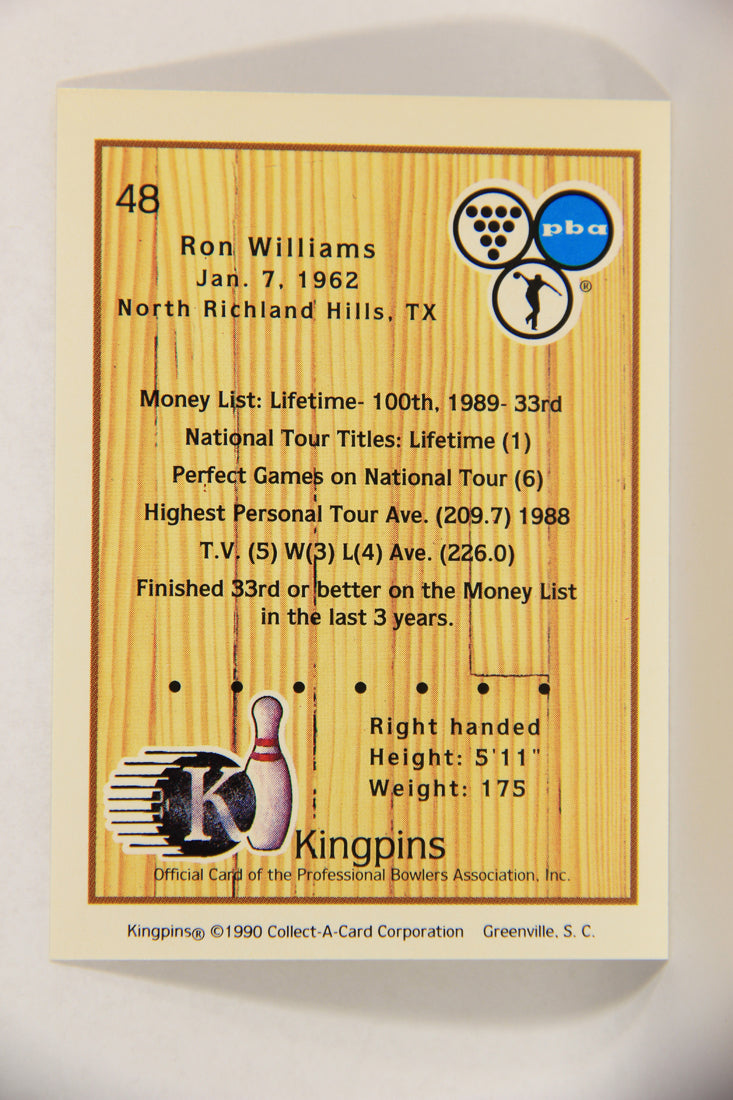 48
pba
®
Ron Williams
Jan. 7, 1962
North Richland Hills, TX
Money List: Lifetime- 100th, 1989- 33rd
National Tour Titles: Lifetime (1)
Perfect Games on National Tour (6)
Highest Personal Tour Ave. (209.7) 1988
T.V. (5) W(3) L(4) Ave. (226.0)
Finished 33rd or better on the Money List
in the last 3 years.
Right handed
Height: 5'11"
Weight: 175
K
Kingpins
Official Card of the Professional Bowlers Association, Inc.
Kingpins® ©1990 Collect-A-Card Corporation Greenville, S. C.